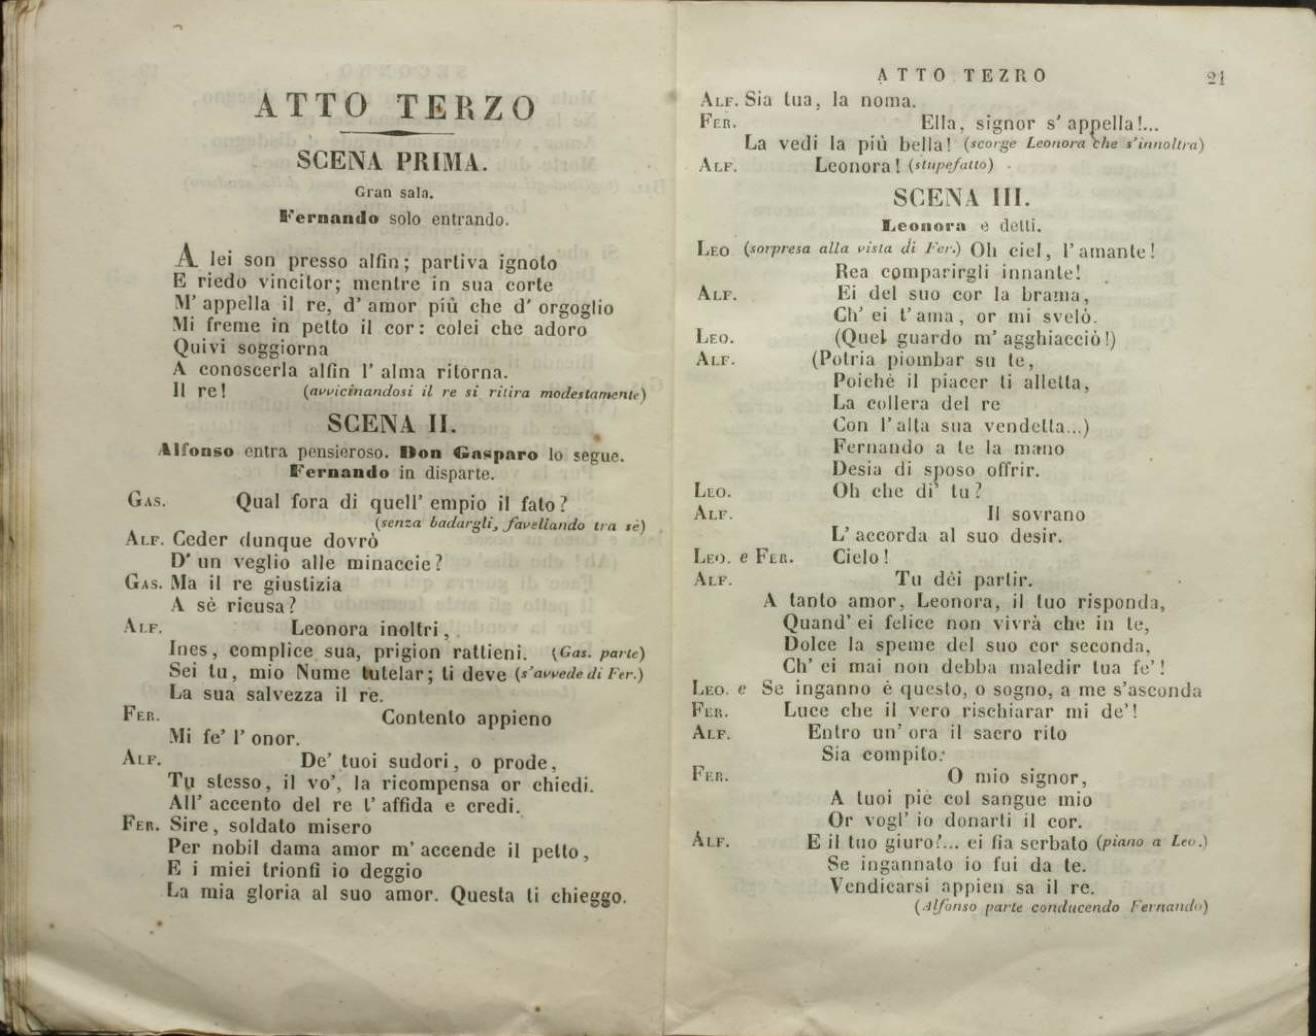 ATTO TERZO
SCENA PRIMA.
Gran sala.
Fernando solo entrando.
A lei son presso alfin; partiva ignoto
E riedo vincitor; mentre in sua corte
M' appella il re, d' amor più che d' orgoglio
Mi freme in petto il cor: colei che adoro
Quivi soggiorna
A conoscerla alfin l' alma ritorna.
Il re! (avvicinandosi il re si ritira modestamente)
SCENA II.
Alfonso entra pensieroso. Don Gasparo lo segue.
Fernando in disparte.
GAS. Qual fora di quell' empio il fato?
(senza badargli, favellando tra sè)
ALF. Ceder dunque dovrò
D' un veglio alle minaccie?
GAS. Ma il re giustizia
A sè ricusa?
ALF. Leonora inoltri,
Ines, complice sua, prigion rattieni. (Gas. parte)
Sei tu, mio Nume tutelar; ti deve (s'avvede di Fer.)
La sua salvezza il re.
FER. Contento appieno
Mi fe' l' onor.
ALF. De' tuoi sudori, o prode,
Tu stesso, il vo', la ricompensa or chiedi.
All' accento del re t' affida e credi.
FER. Sire, soldato misero
Per nobil dama amor m' accende il petto,
E i miei trionfi io deggio
La mia gloria al suo amor. Questa ti chieggo.
ATTO TEZRO 21
ALF. Sia tua, la noma.
FER. Ella, signor s' appella!...
La vedi la più bella! (scorge Leonora che s'innoltra)
ALF. Leonora! (stupefatto)
SCENA III.
Leonora e detti.
LEO (sorpresa alla vista di Fer.) Oh ciel, l'amante!
Rea comparirgli innante!
ALF. Ei del suo cor la brama,
Ch' ei t'ama, or mi svelò.
LEO. (Quel guardo m' agghiacciò!)
ALF. (Potria piombar su te,
Poichè il piacer ti alletta,
La collera del re
Con l'alta sua vendetta...)
Fernando a te la mano
Desia di sposo offrir.
LEO. Oh che di' tu?
ALF. Il sovrano
L' accorda al suo desir.
LEO. e FER. Cielo!
ALF. Tu dêi partir.
A tanto amor, Leonora, il tuo risponda,
Quand' ei felice non vivrà che in te,
Dolce la speme del suo cor seconda,
Ch' ei mai non debba maledir tua fe'!
LEO. e Se inganno è questo, o sogno, a me s'asconda
FER. Luce che il vero rischiarar mi de'!
ALF. Entro un' ora il sacro rito
Sia compito:
FER. O mio signor,
A tuoi piè col sangue mio
Or vogl' io donarti il cor.
ALF. E il tuo giuro!... ei fia serbato (piano a Leo.)
Se ingannato io fui da te.
Vendicarsi appien sa il re.
(Alfonso parte conducendo Fernando)